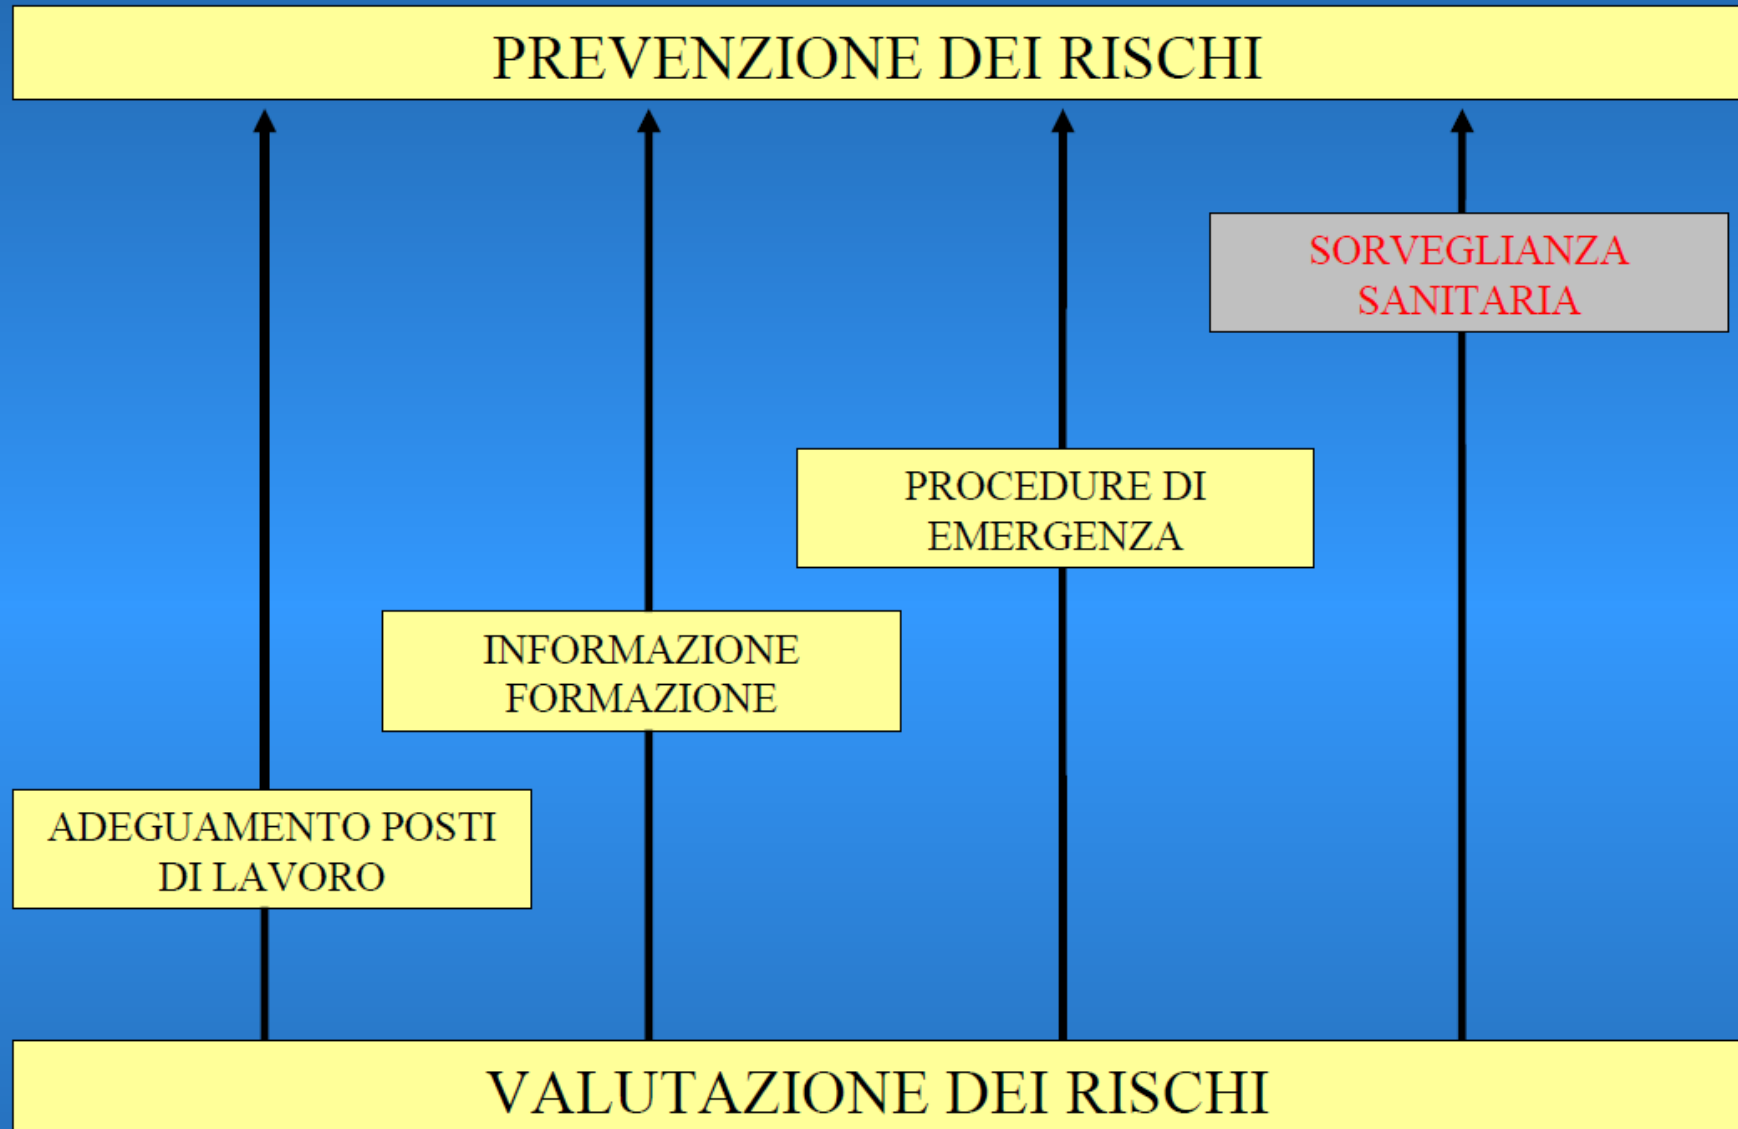 PREVENZIONE DEI RISCHI
SORVEGLIANZA
SANITARIA
PROCEDURE DI
EMERGENZA
INFORMAZIONE
FORMAZIONE
ADEGUAMENTO POSTI
DI LAVORO
VALUTAZIONE DEI RISCHI